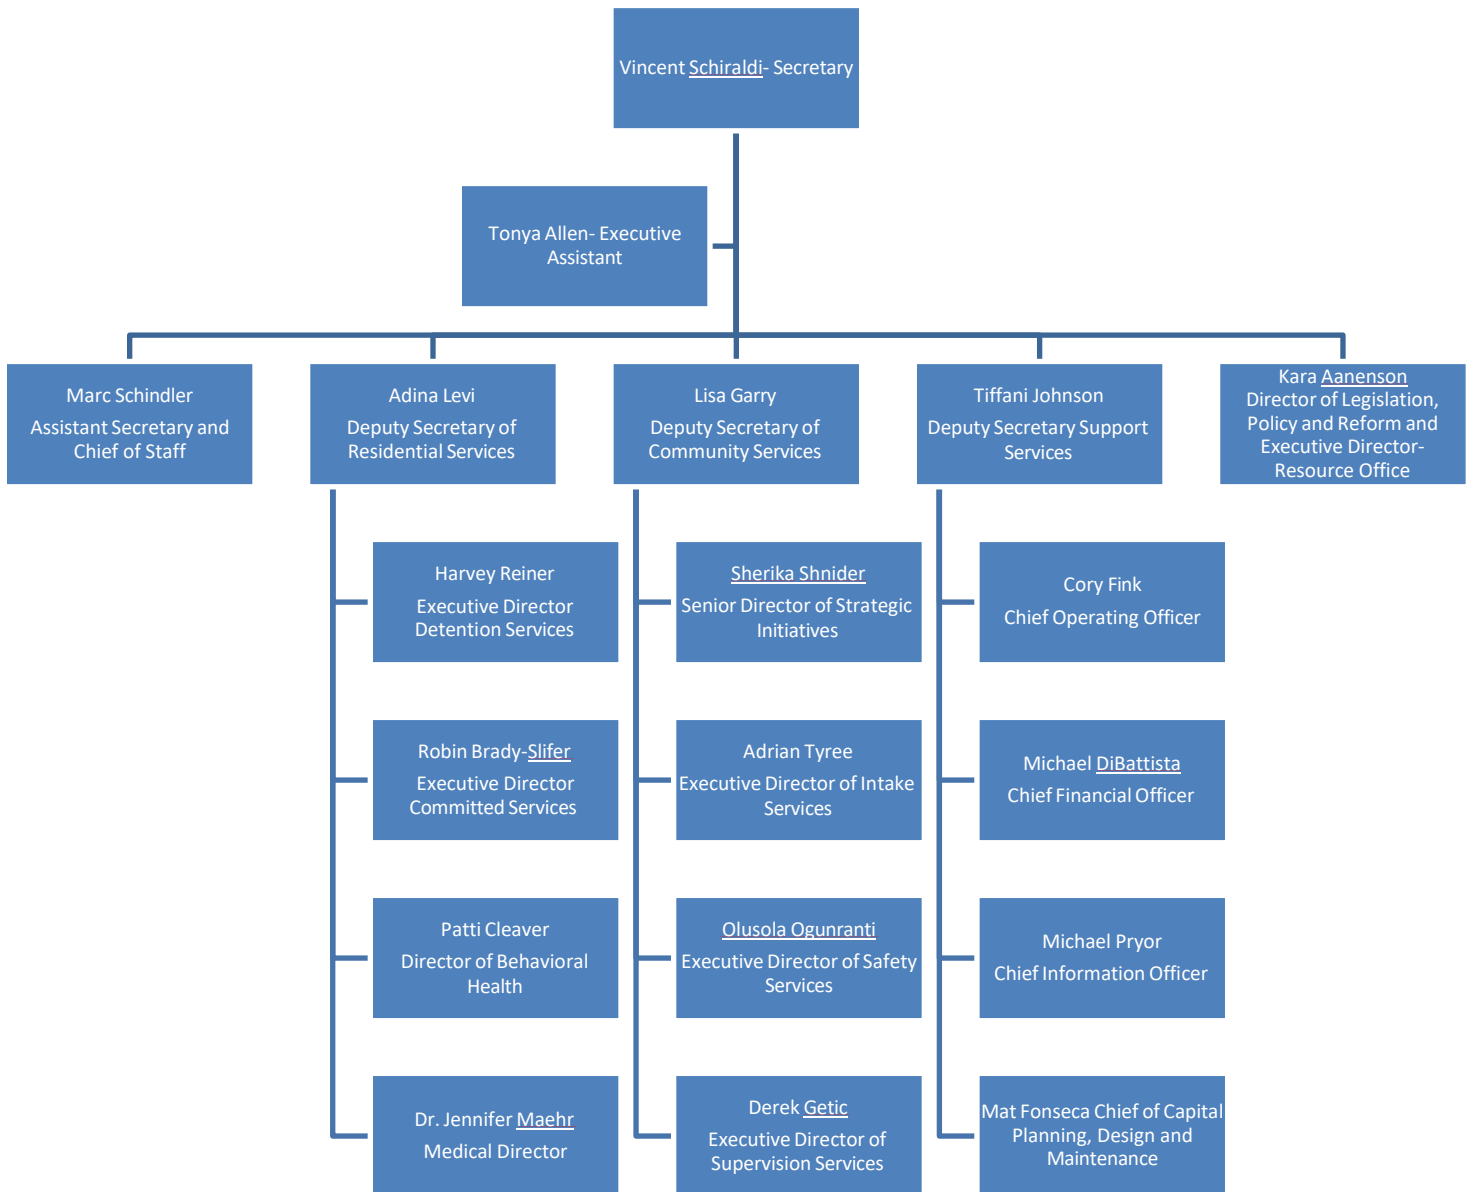 Vincent Schiraldi- Secretary
Tonya Allen- Executive
Assistant
Marc Schindler
Assistant Secretary and
Chief of Staff
Adina Levi
Deputy Secretary of
Residential Services
Lisa Garry
Deputy Secretary of
Community Services
Tiffani Johnson
Deputy Secretary Support
Services
Kara Aanenson
Director of Legislation,
Policy and Reform and
Executive Director-
Resource Office
Harvey Reiner
Executive Director
Detention Services
Robin Brady-Slifer
Executive Director
Committed Services
Patti Cleaver
Director of Behavioral
Health
Dr. Jennifer Maehr
Medical Director
Sherika Shnider
Senior Director of Strategic
Initiatives
Adrian Tyree
Executive Director of Intake
Services
Olusola Ogunranti
Executive Director of Safety
Services
Derek Getic
Executive Director of
Supervision Services
Cory Fink
Chief Operating Officer
Michael DiBattista
Chief Financial Officer
Michael Pryor
Chief Information Officer
Mat Fonseca Chief of Capital
Planning, Design and
Maintenance